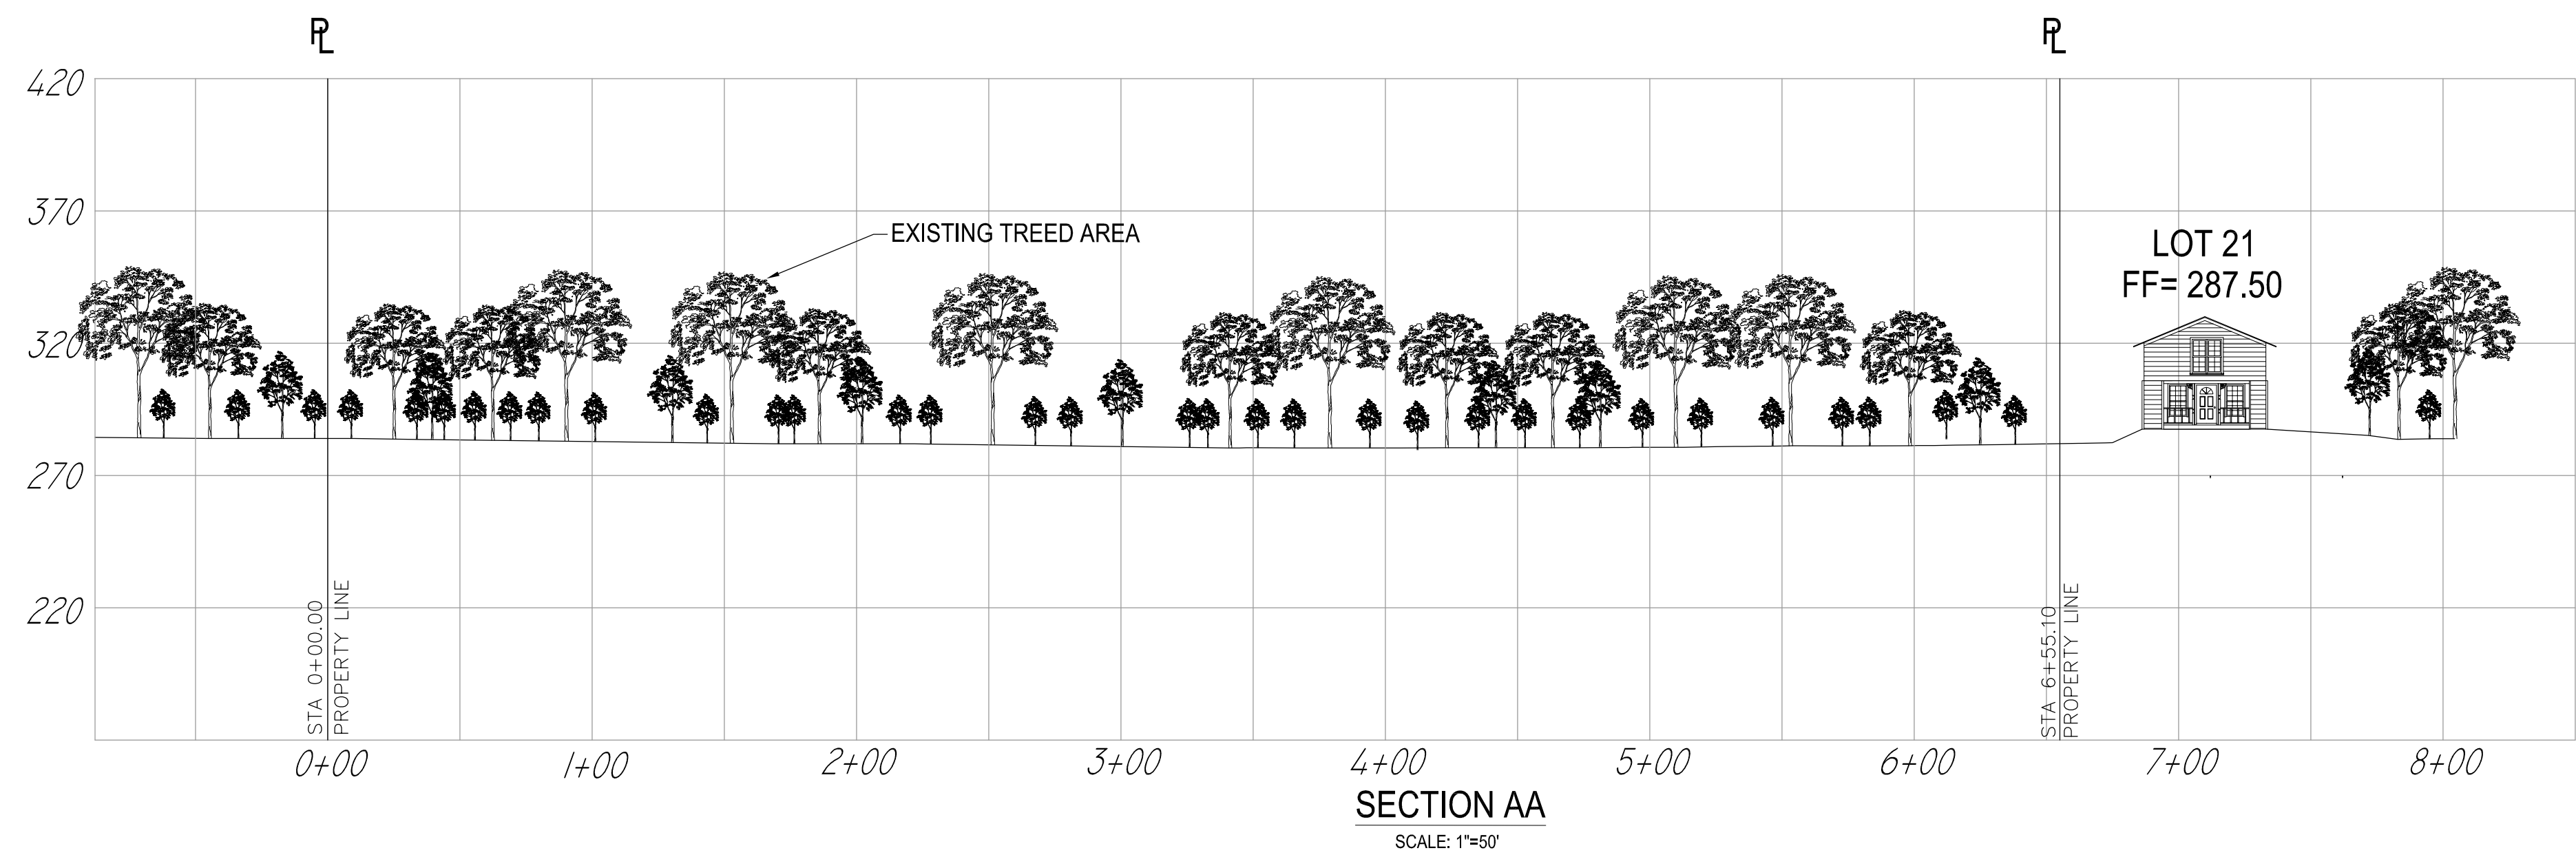 PL
PL
420
370
320
270
220
EXISTING TREED AREA
LOT 21
FF= 287.50
STA 0+00.00
PROPERTY LINE
STA 6+55.10
PROPERTY LINE
0+00
1+00
2+00
3+00
4+00
5+00
6+00
7+00
8+00
SECTION AA
SCALE: 1"=50'